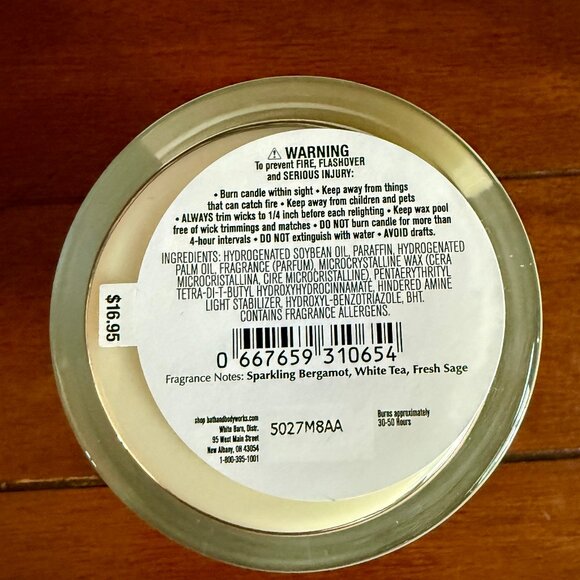 ⚠ WARNING
To prevent FIRE, FLASHOVER
and SERIOUS INJURY:
• Burn candle within sight • Keep away from things
that can catch fire • Keep away from children and pets
• ALWAYS trim wicks to 1/4 inch before each relighting • Keep wax pool
free of wick trimmings and matches • DO NOT burn candle for more than
4-hour intervals • DO NOT extinguish with water • AVOID drafts.
INGREDIENTS: HYDROGENATED SOYBEAN OIL, PARAFFIN, HYDROGENATED
PALM OIL, FRAGRANCE (PARFUM), MICROCRYSTALLINE WAX (CERA
MICROCRISTALLINA, CIRE MICROCRISTALLINE), PENTAERYTHRITYL
TETRA-DI-T-BUTYL HYDROXYHYDROCINNAMATE, HINDERED AMINE
LIGHT STABILIZER, HYDROXYL-BENZOTRIAZOLE, BHT.
CONTAINS FRAGRANCE ALLERGENS.
$16.95
0 667659 310654
Fragrance Notes: Sparkling Bergamot, White Tea, Fresh Sage
shop bathandbodyworks.com
White Barn, Distr.
95 West Main Street
New Albany, OH 43054
1-800-395-1001
5027M8AA
Burns approximately
30-50 Hours